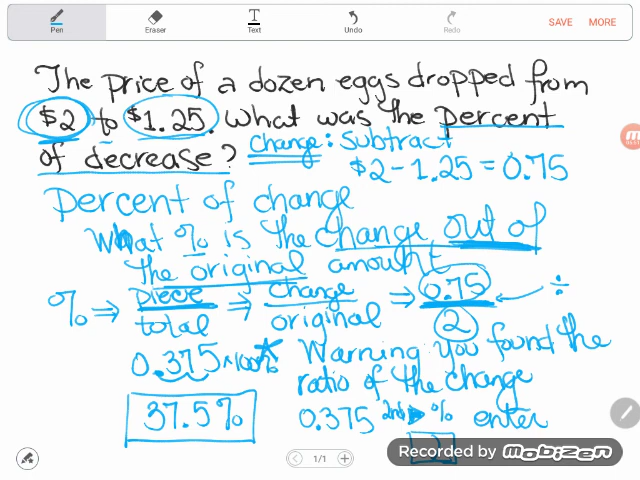 Pen
Eraser
Text
Undo
Redo
SAVE
MORE
The price of a dozen eggs dropped from
$2 to $1.25. What was the percent
of decrease? Change: subtract
$2 - 1.25 = 0.75
Percent of change
What % is the change out of
the original amount
% ⇒ piece/total ⇒ change/original ⇒ 0.75/2 ÷
0.375 × 100%
* Warning you found the
ratio of the change
37.5%
0.375 2nd % enter
1/1
Recorded by mobizen